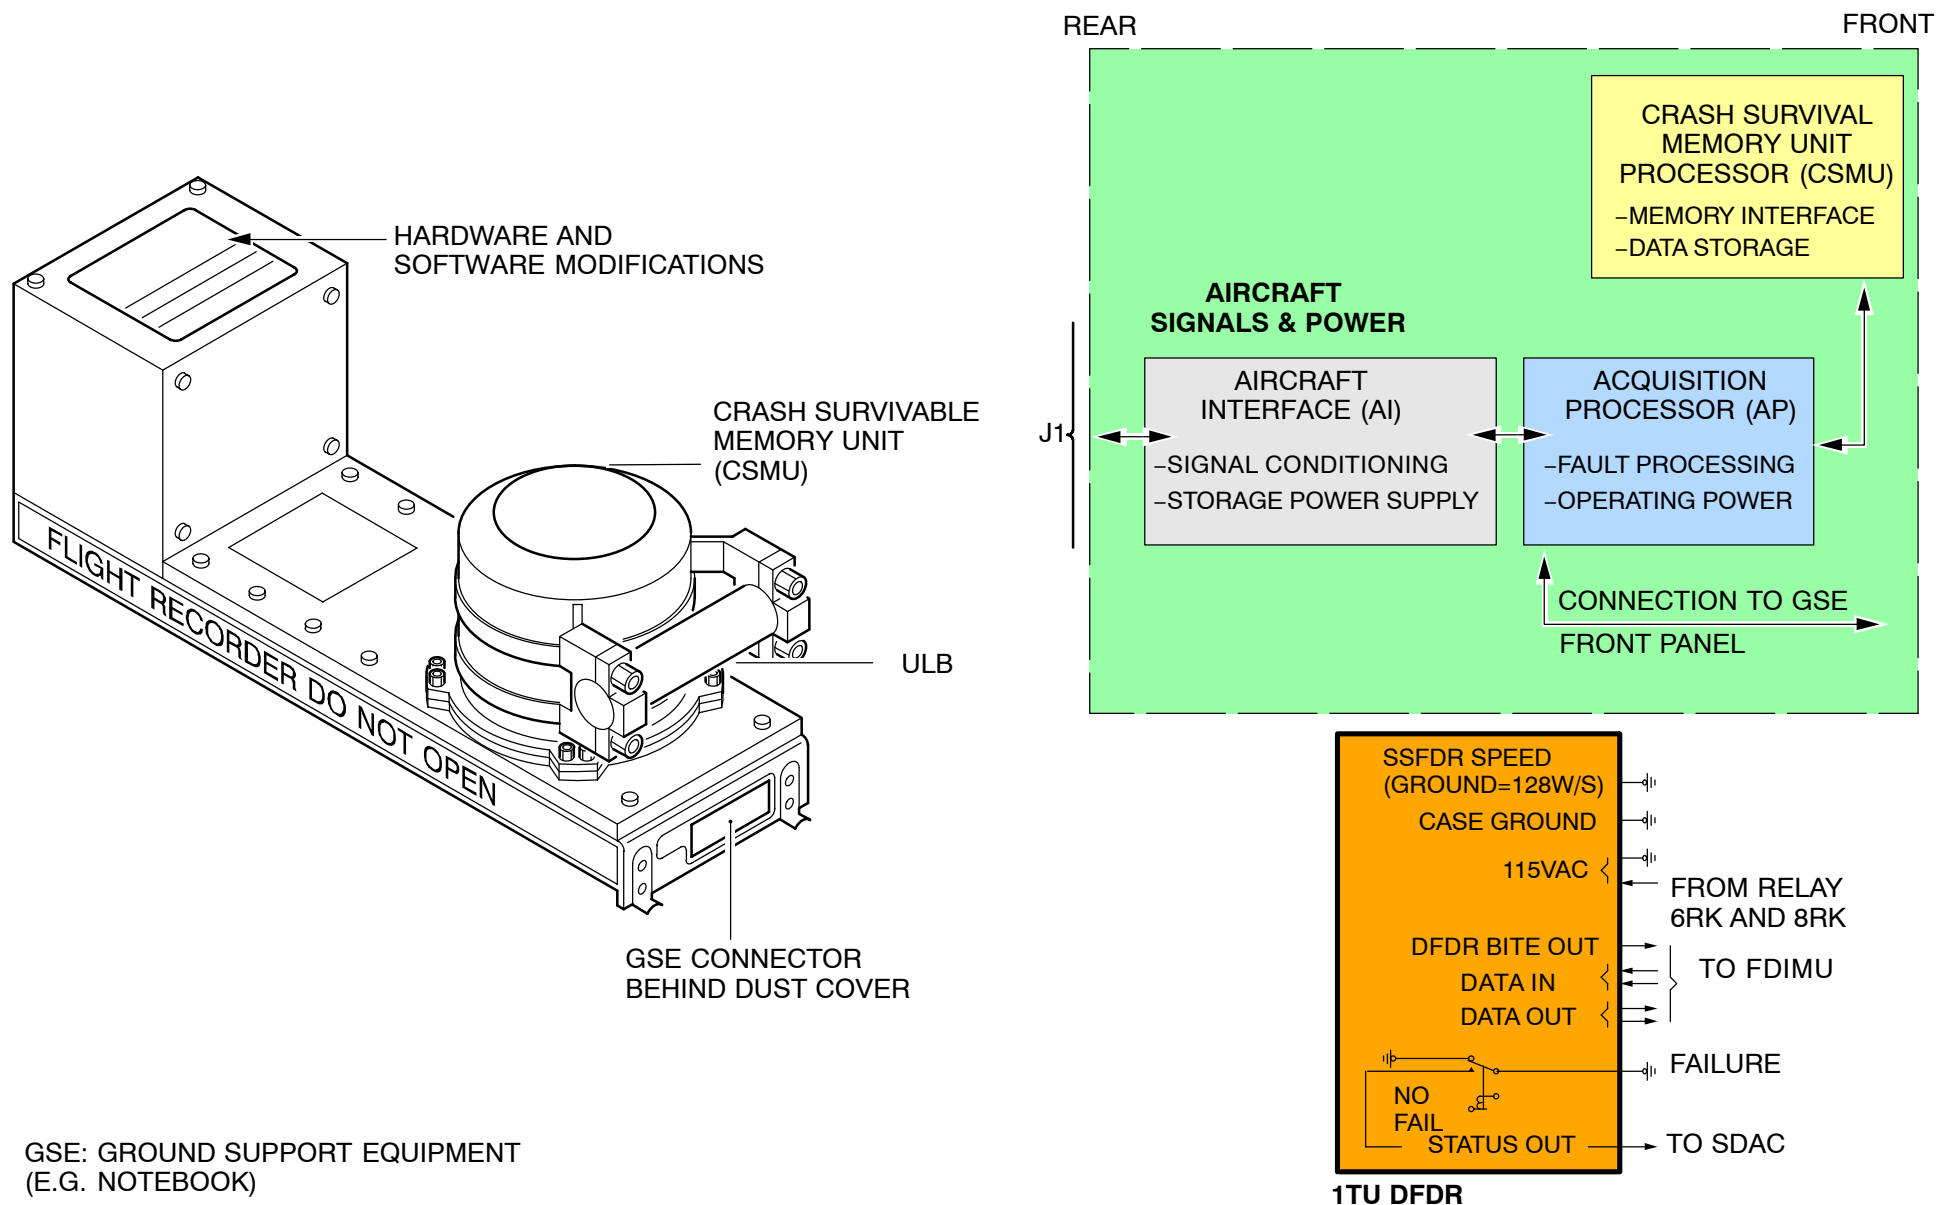 REAR
FRONT
CRASH SURVIVAL
MEMORY UNIT
PROCESSOR (CSMU)
–MEMORY INTERFACE
–DATA STORAGE
HARDWARE AND
SOFTWARE MODIFICATIONS
AIRCRAFT
SIGNALS & POWER
J1
AIRCRAFT
INTERFACE (AI)
–SIGNAL CONDITIONING
–STORAGE POWER SUPPLY
ACQUISITION
PROCESSOR (AP)
–FAULT PROCESSING
–OPERATING POWER
CRASH SURVIVABLE
MEMORY UNIT
(CSMU)
FLIGHT RECORDER DO NOT OPEN
ULB
CONNECTION TO GSE
FRONT PANEL
SSFDR SPEED
(GROUND=128W/S)
CASE GROUND
115VAC
FROM RELAY
6RK AND 8RK
DFDR BITE OUT
DATA IN
DATA OUT
TO FDIMU
FAILURE
NO
FAIL
STATUS OUT
TO SDAC
1TU DFDR
GSE CONNECTOR
BEHIND DUST COVER
GSE: GROUND SUPPORT EQUIPMENT
(E.G. NOTEBOOK)